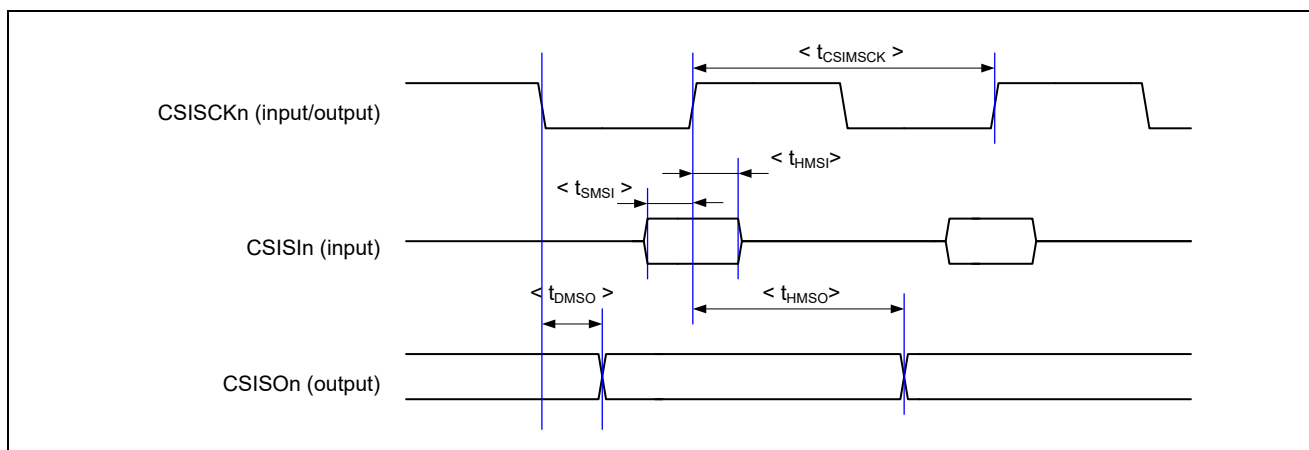 < tCSIMSCK >
CSISCKn (input/output)
< tHMSI>
< tSMSI >
CSISIn (input)
< tDMSO >
< tHMSO>
CSISOn (output)